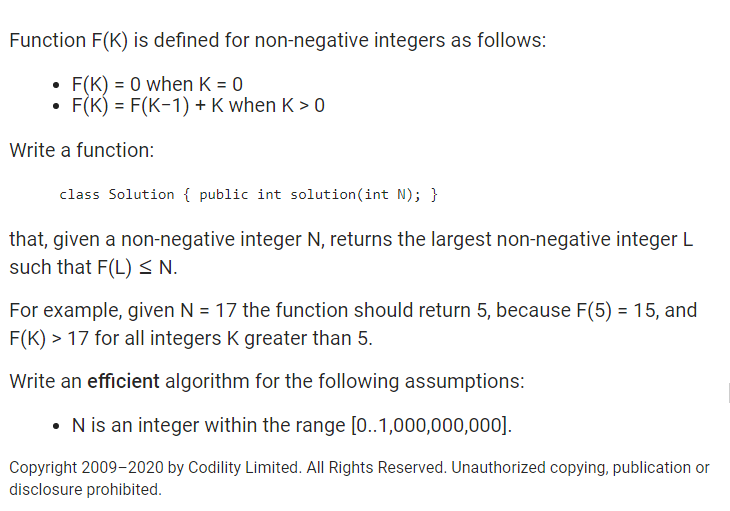 Function F(K) is defined for non-negative integers as follows:
• F(K) = 0 when K = 0
• F(K) = F(K−1) + K when K > 0
Write a function:
class Solution { public int solution(int N); }
that, given a non-negative integer N, returns the largest non-negative integer L
such that F(L) ≤ N.
For example, given N = 17 the function should return 5, because F(5) = 15, and
F(K) > 17 for all integers K greater than 5.
Write an efficient algorithm for the following assumptions:
• N is an integer within the range [0..1,000,000,000].
Copyright 2009–2020 by Codility Limited. All Rights Reserved. Unauthorized copying, publication or
disclosure prohibited.